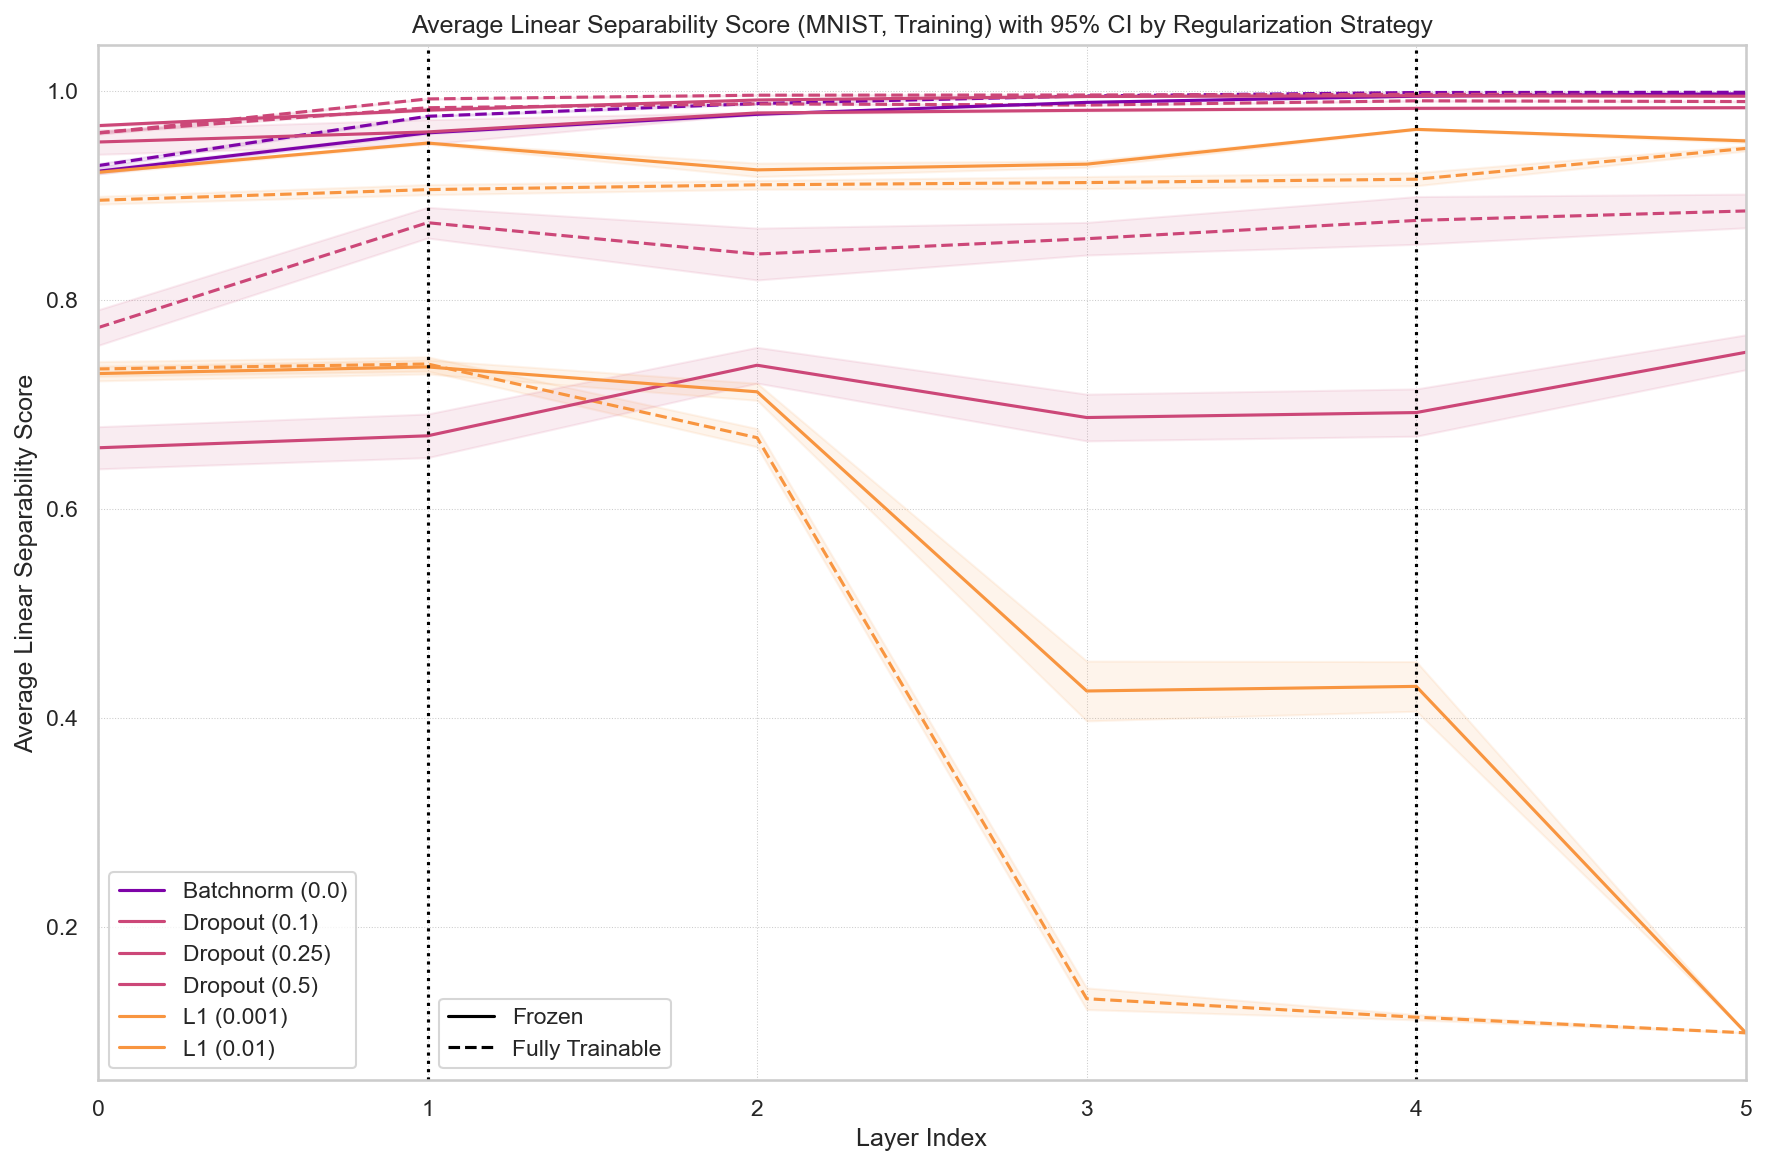 Average Linear Separability Score (MNIST, Training) with 95% CI by Regularization Strategy
Average Linear Separability Score
1.0
0.8
0.6
0.4
0.2
Batchnorm (0.0)
Dropout (0.1)
Dropout (0.25)
Dropout (0.5)
L1 (0.001)
L1 (0.01)
Frozen
Fully Trainable
0 1 2 3 4 5
Layer Index